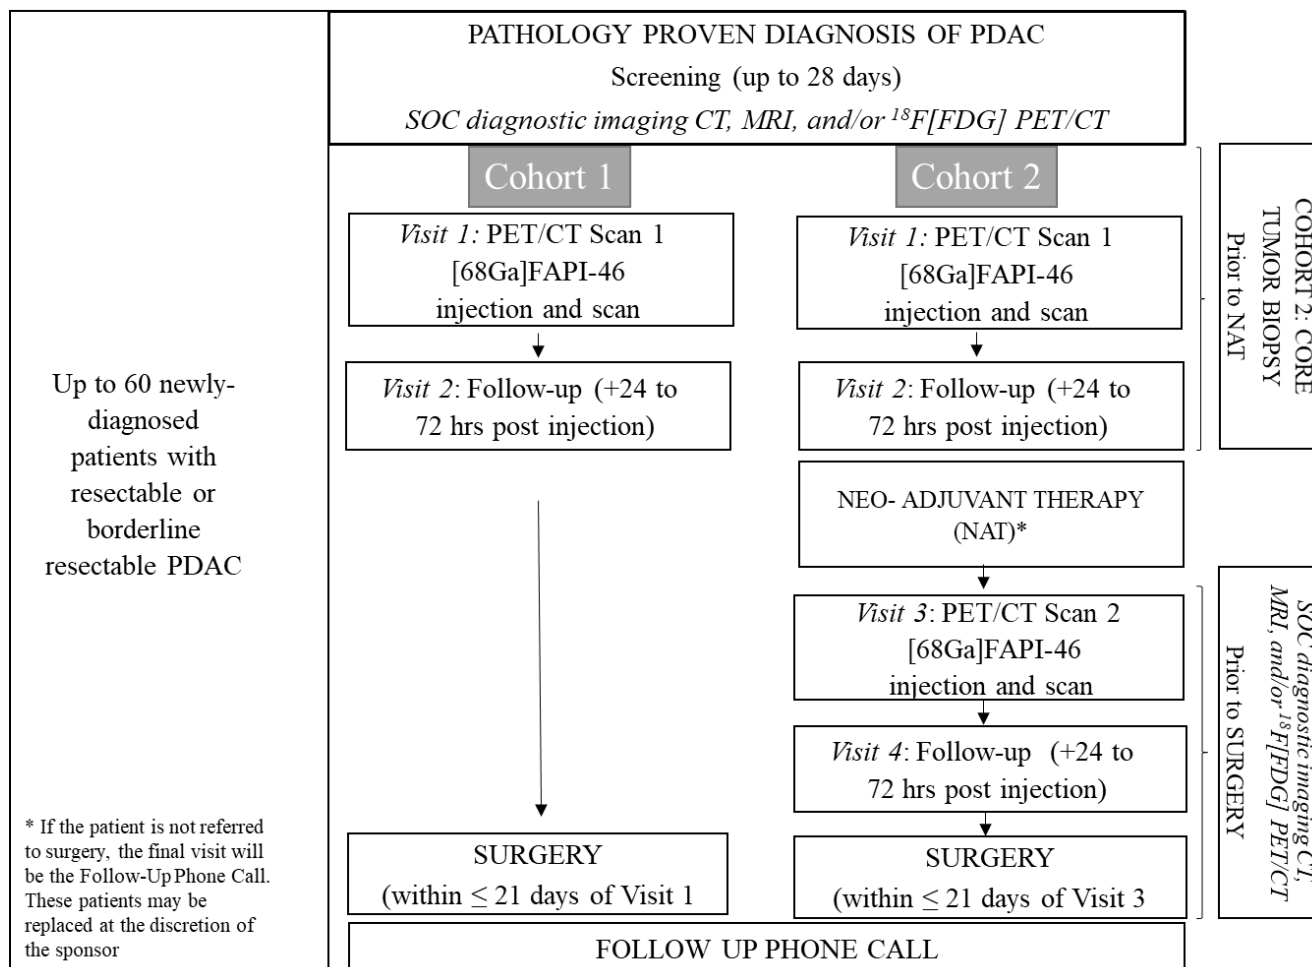 PATHOLOGY PROVEN DIAGNOSIS OF PDAC
Screening (up to 28 days)
SOC diagnostic imaging CT, MRI, and/or ¹⁸F[FDG] PET/CT
Up to 60 newly-
diagnosed
patients with
resectable or
borderline
resectable PDAC
* If the patient is not referred
to surgery, the final visit will
be the Follow-Up Phone Call.
These patients may be
replaced at the discretion of
the sponsor
Cohort 1
Visit 1: PET/CT Scan 1
[68Ga]FAPI-46
injection and scan
Visit 2: Follow-up (+24 to
72 hrs post injection)
SURGERY
(within ≤ 21 days of Visit 1
Cohort 2
Visit 1: PET/CT Scan 1
[68Ga]FAPI-46
injection and scan
Visit 2: Follow-up (+24 to
72 hrs post injection)
NEO- ADJUVANT THERAPY
(NAT)*
Visit 3: PET/CT Scan 2
[68Ga]FAPI-46
injection and scan
Visit 4: Follow-up (+24 to
72 hrs post injection)
SURGERY
(within ≤ 21 days of Visit 3
COHORT 2: CORE
TUMOR BIOPSY
Prior to NAT
SOC diagnostic imaging CT,
MRI, and/or ¹⁸F[FDG] PET/CT
Prior to SURGERY
FOLLOW UP PHONE CALL